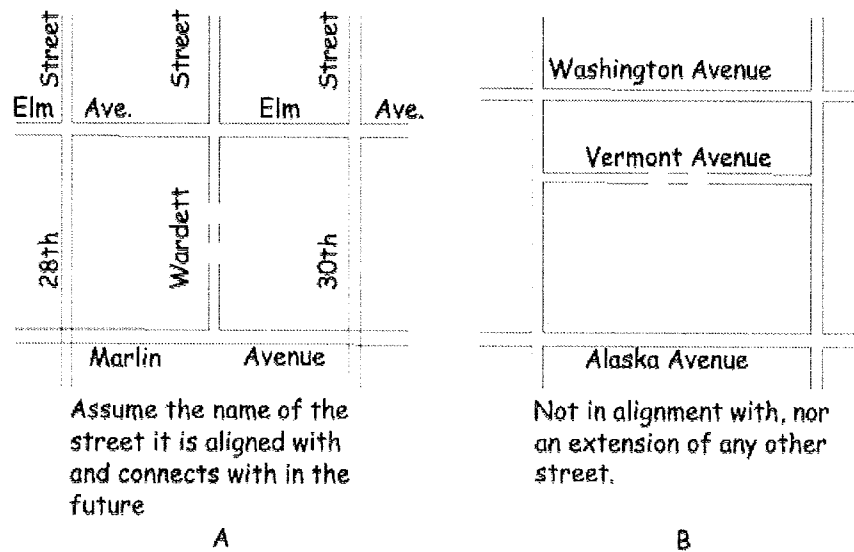 Street Street Street
Elm Ave. Elm Ave.
28th Wardett 30th
Marlin Avenue
Assume the name of the
street it is aligned with
and connects with in the
future
A
Washington Avenue
Vermont Avenue
Alaska Avenue
Not in alignment with, nor
an extension of any other
street.
B